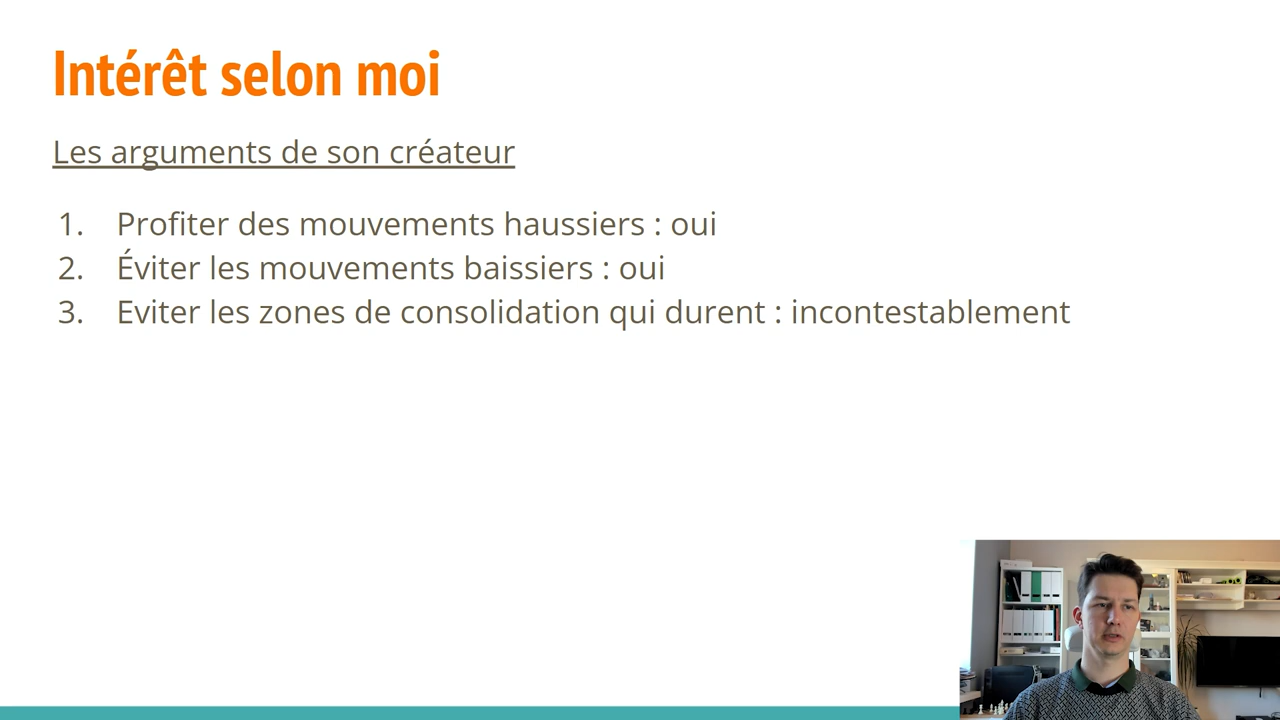 Intérêt selon moi
Les arguments de son créateur
1. Profiter des mouvements haussiers : oui
2. Éviter les mouvements baissiers : oui
3. Eviter les zones de consolidation qui durent : incontestablement